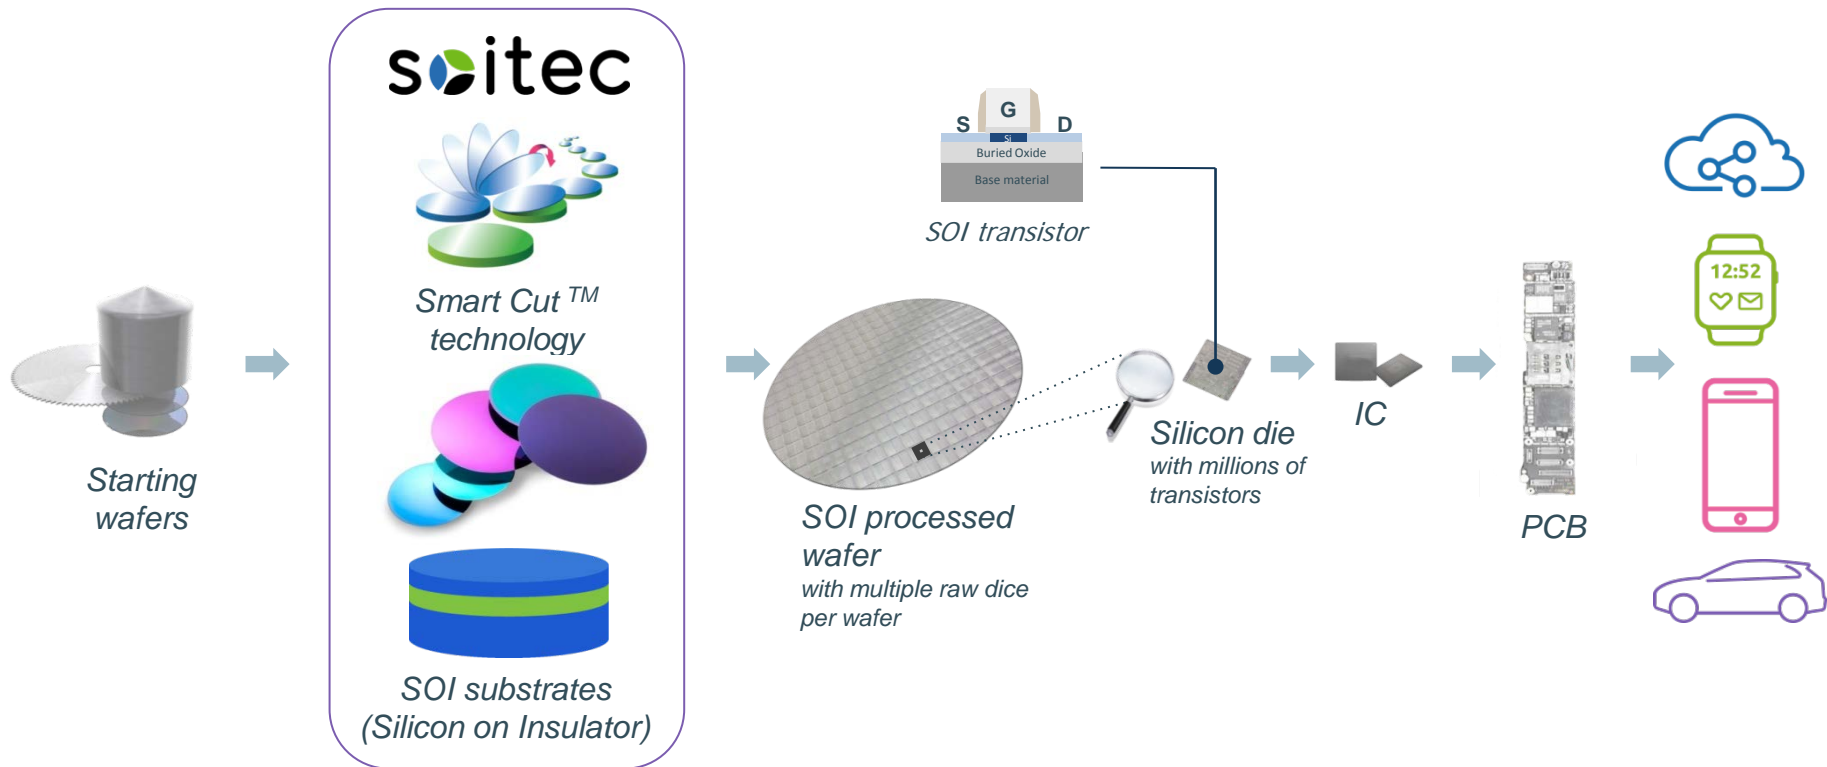 Starting
wafers
soitec
Smart Cut TM
technology
SOI substrates
(Silicon on Insulator)
S
G
D
Si
Buried Oxide
Base material
SOI transistor
SOI processed
wafer
with multiple raw dice
per wafer
Silicon die
with millions of
transistors
IC
PCB
12:52